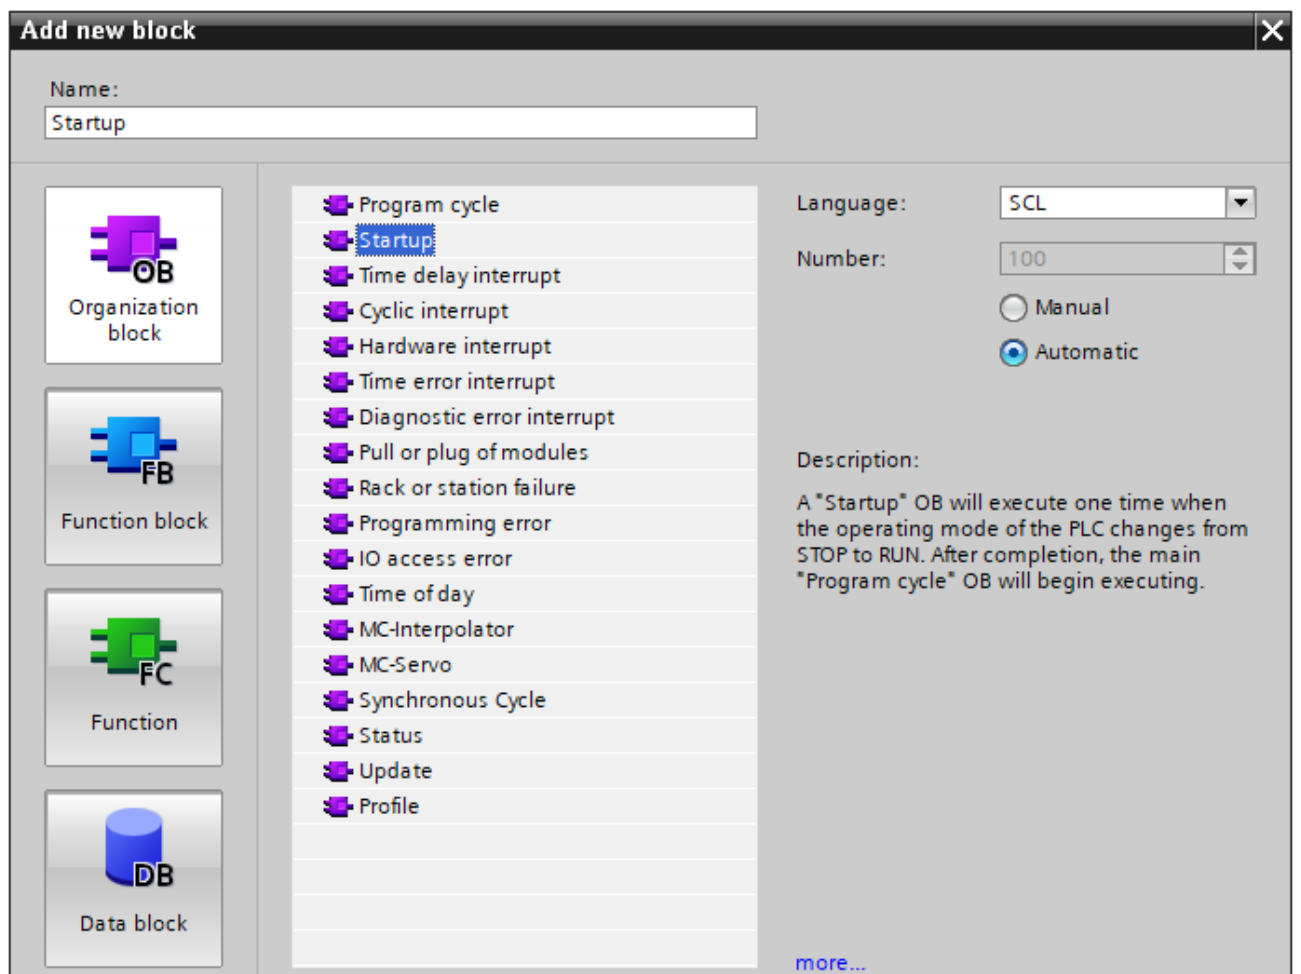 Add new block
Name:
Startup
OB
Organization
block
FB
Function block
FC
Function
DB
Data block
Program cycle
Startup
Time delay interrupt
Cyclic interrupt
Hardware interrupt
Time error interrupt
Diagnostic error interrupt
Pull or plug of modules
Rack or station failure
Programming error
IO access error
Time of day
MC-Interpolator
MC-Servo
Synchronous Cycle
Status
Update
Profile
Language:
SCL
Number:
100
Manual
Automatic
Description:
A "Startup" OB will execute one time when
the operating mode of the PLC changes from
STOP to RUN. After completion, the main
"Program cycle" OB will begin executing.
more...